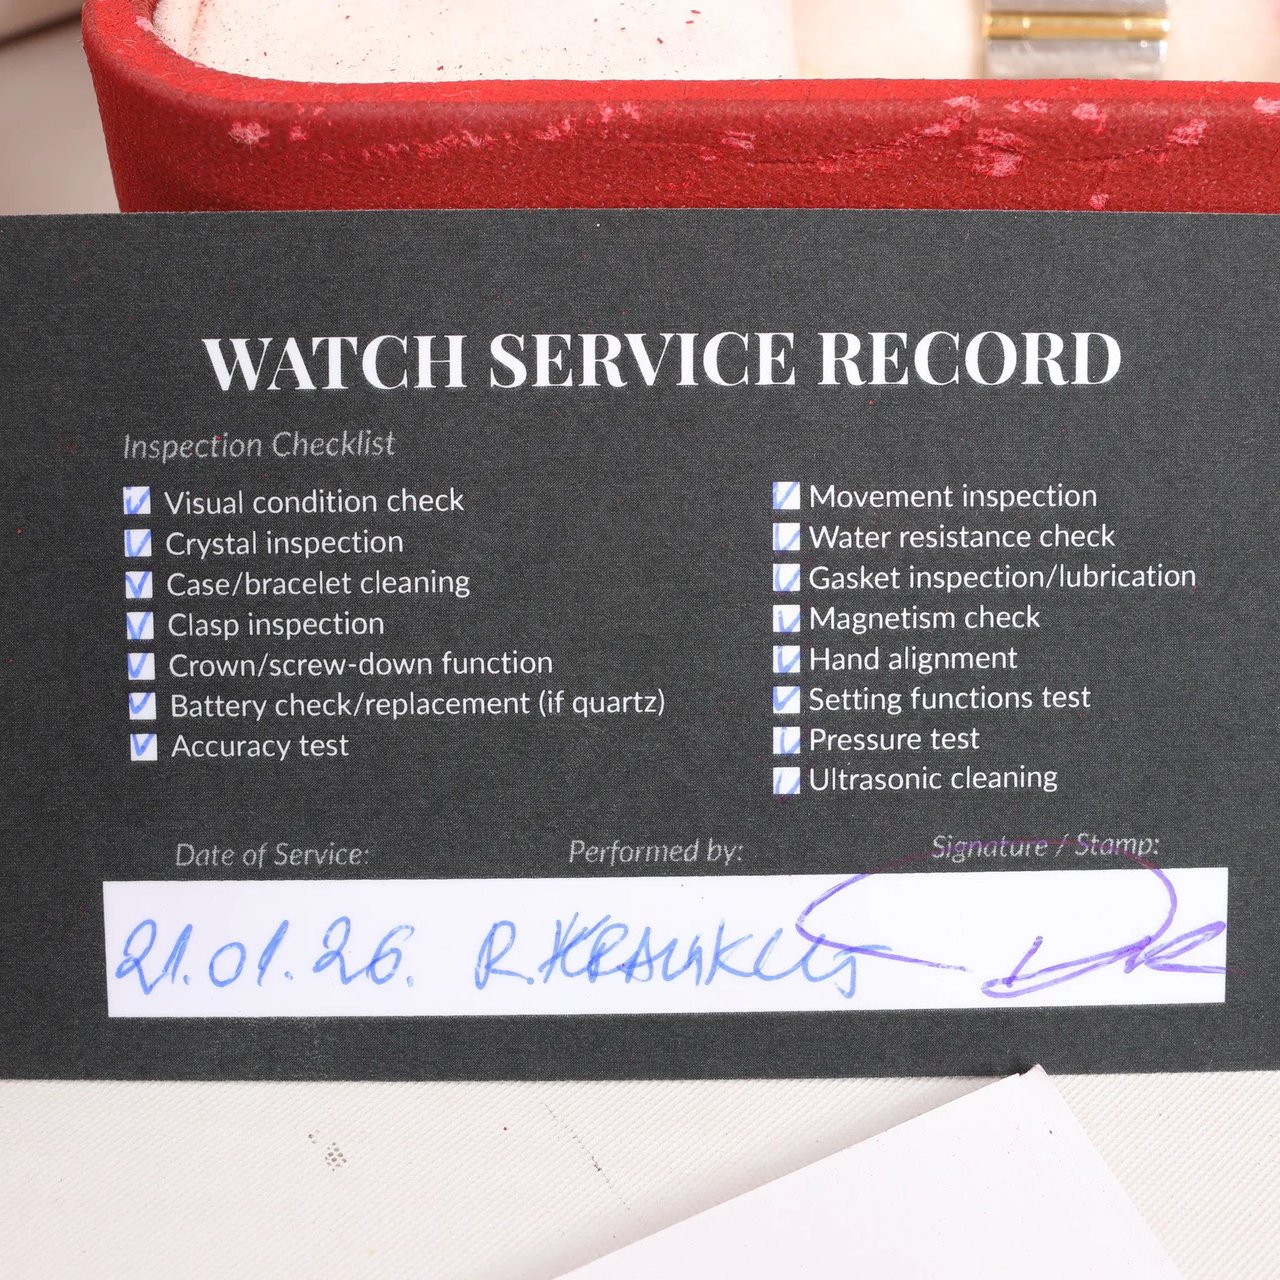 WATCH SERVICE RECORD
Inspection Checklist
Visual condition check
Crystal inspection
Case/bracelet cleaning
Clasp inspection
Crown/screw-down function
Battery check/replacement (if quartz)
Accuracy test
Movement inspection
Water resistance check
Gasket inspection/lubrication
Magnetism check
Hand alignment
Setting functions test
Pressure test
Ultrasonic cleaning
Date of Service: Performed by: Signature / Stamp:
21.01.26. R.